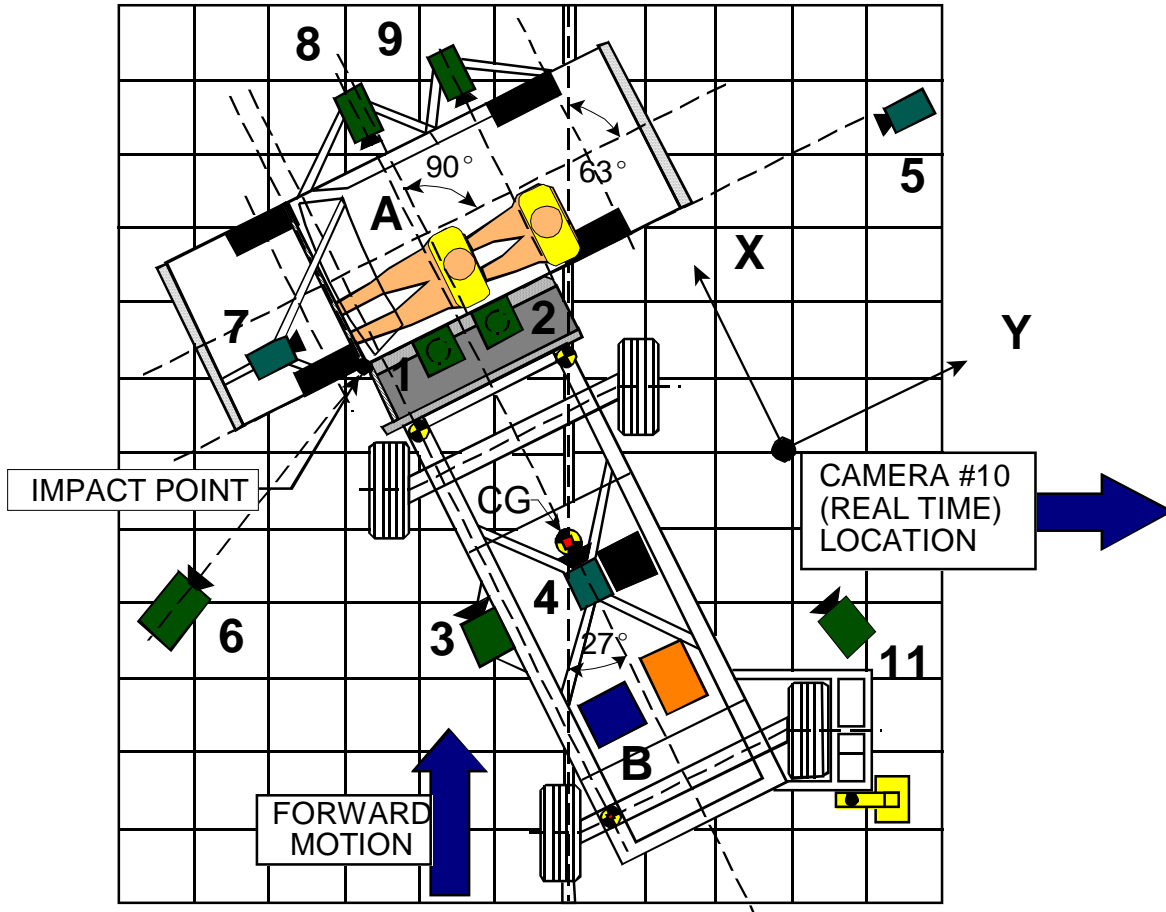 8
9
5
90°
63°
A
X
7
2
Y
1
IMPACT POINT
CG
CAMERA #10
(REAL TIME)
LOCATION
4
6
3
27°
11
B
FORWARD
MOTION